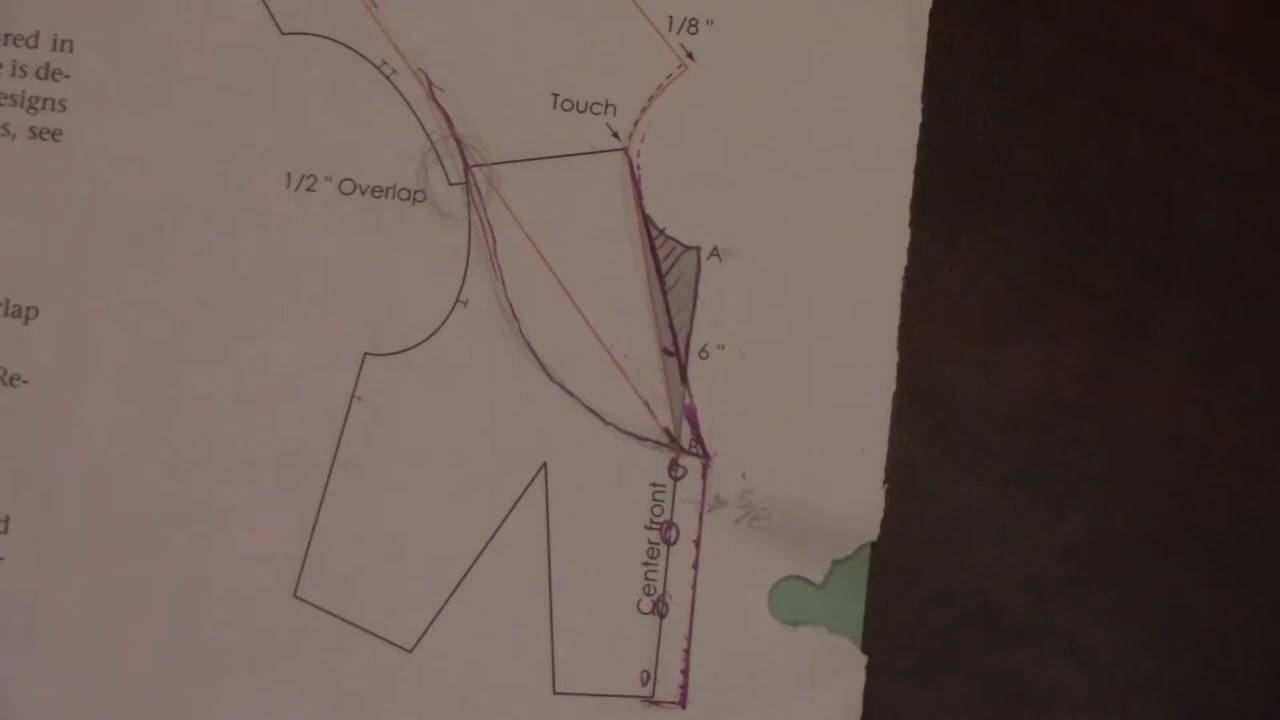 red in
e is de-
esigns
s, see
lap
Re-
d
1/8"
Touch
1/2" Overlap
A
6"
B
Center front